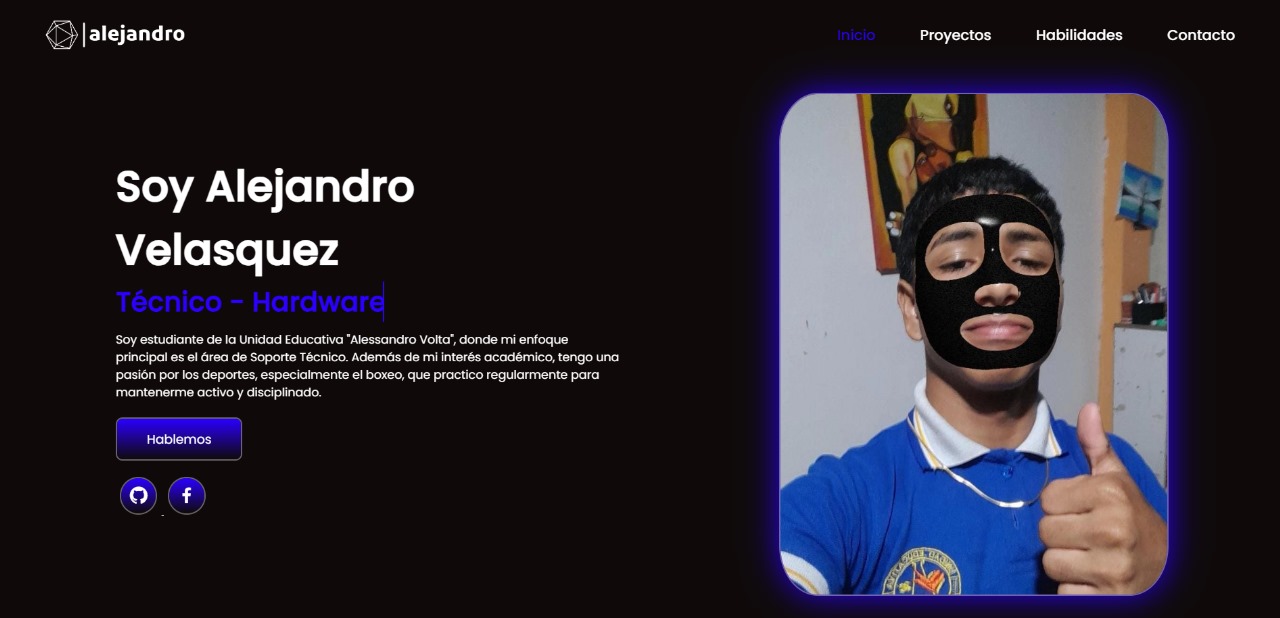 alejandro
Inicio
Proyectos
Habilidades
Contacto
Soy Alejandro
Velasquez
Técnico - Hardware
Soy estudiante de la Unidad Educativa "Alessandro Volta", donde mi enfoque
principal es el área de Soporte Técnico. Además de mi interés académico, tengo una
pasión por los deportes, especialmente el boxeo, que practico regularmente para
mantenerme activo y disciplinado.
Hablemos